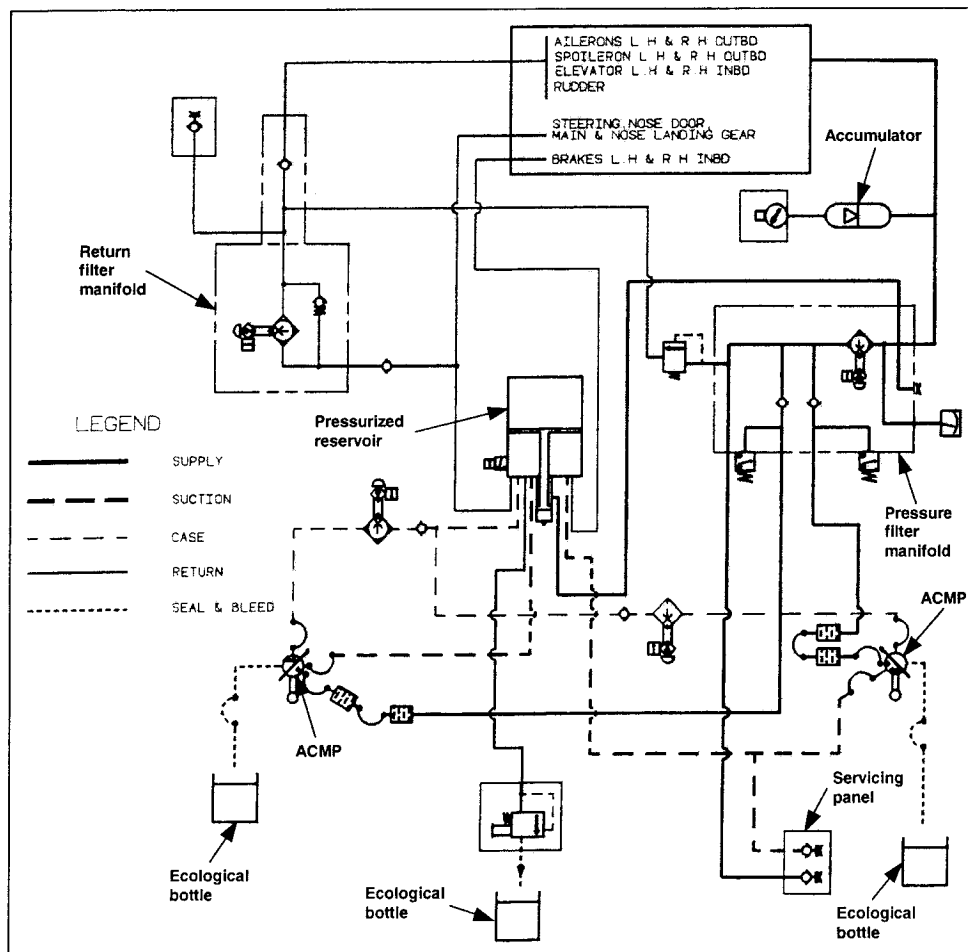 AILERONS L H & R H OUTBD
SPOILERON L H & R H OUTBD
ELEVATOR L H & R H INBD
RUDDER
STEERING, NOSE DOOR,
MAIN & NOSE LANDING GEAR
BRAKES L H & R H INBD
Accumulator
Return
filter
manifold
Pressurized
reservoir
LEGEND
SUPPLY
SUCTION
CASE
RETURN
SEAL & BLEED
Pressure
filter
manifold
ACMP
ACMP
Servicing
panel
Ecological
bottle
Ecological
bottle
Ecological
bottle